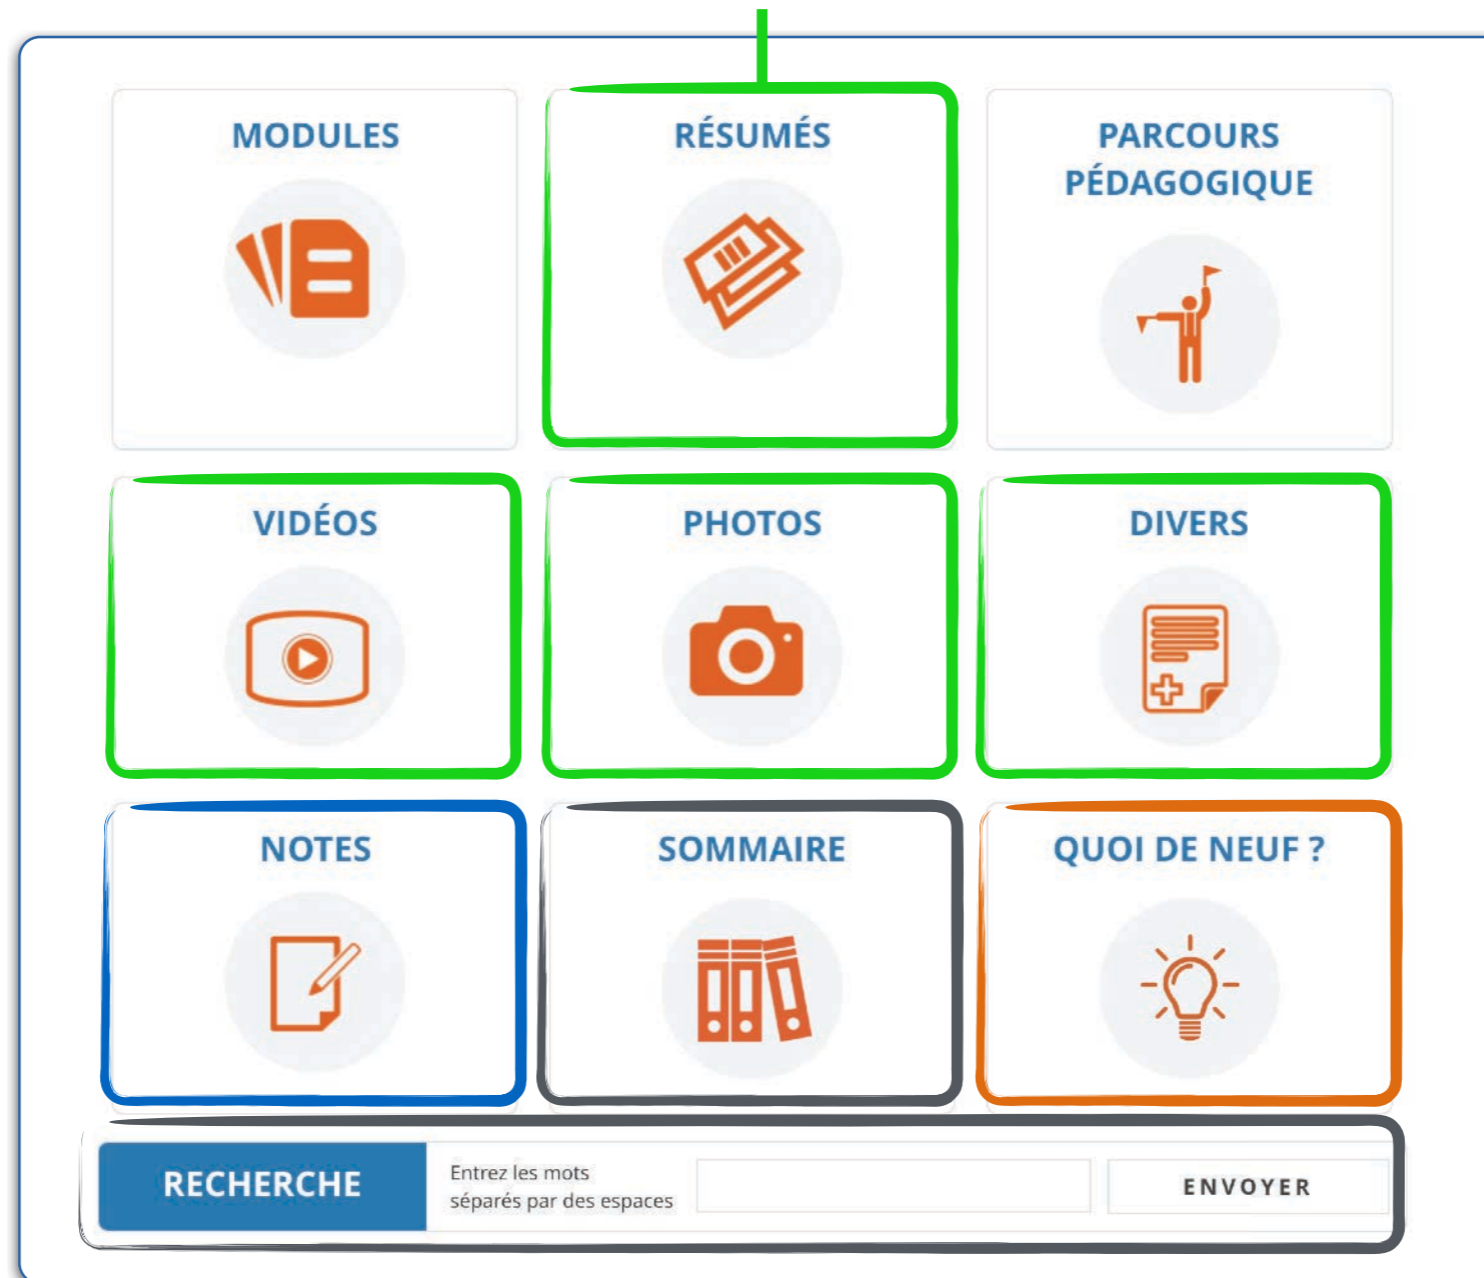 MODULES
RÉSUMÉS
PARCOURS
PÉDAGOGIQUE
VIDÉOS
PHOTOS
DIVERS
NOTES
SOMMAIRE
QUOI DE NEUF ?
RECHERCHE
Entrez les mots
séparés par des espaces
ENVOYER